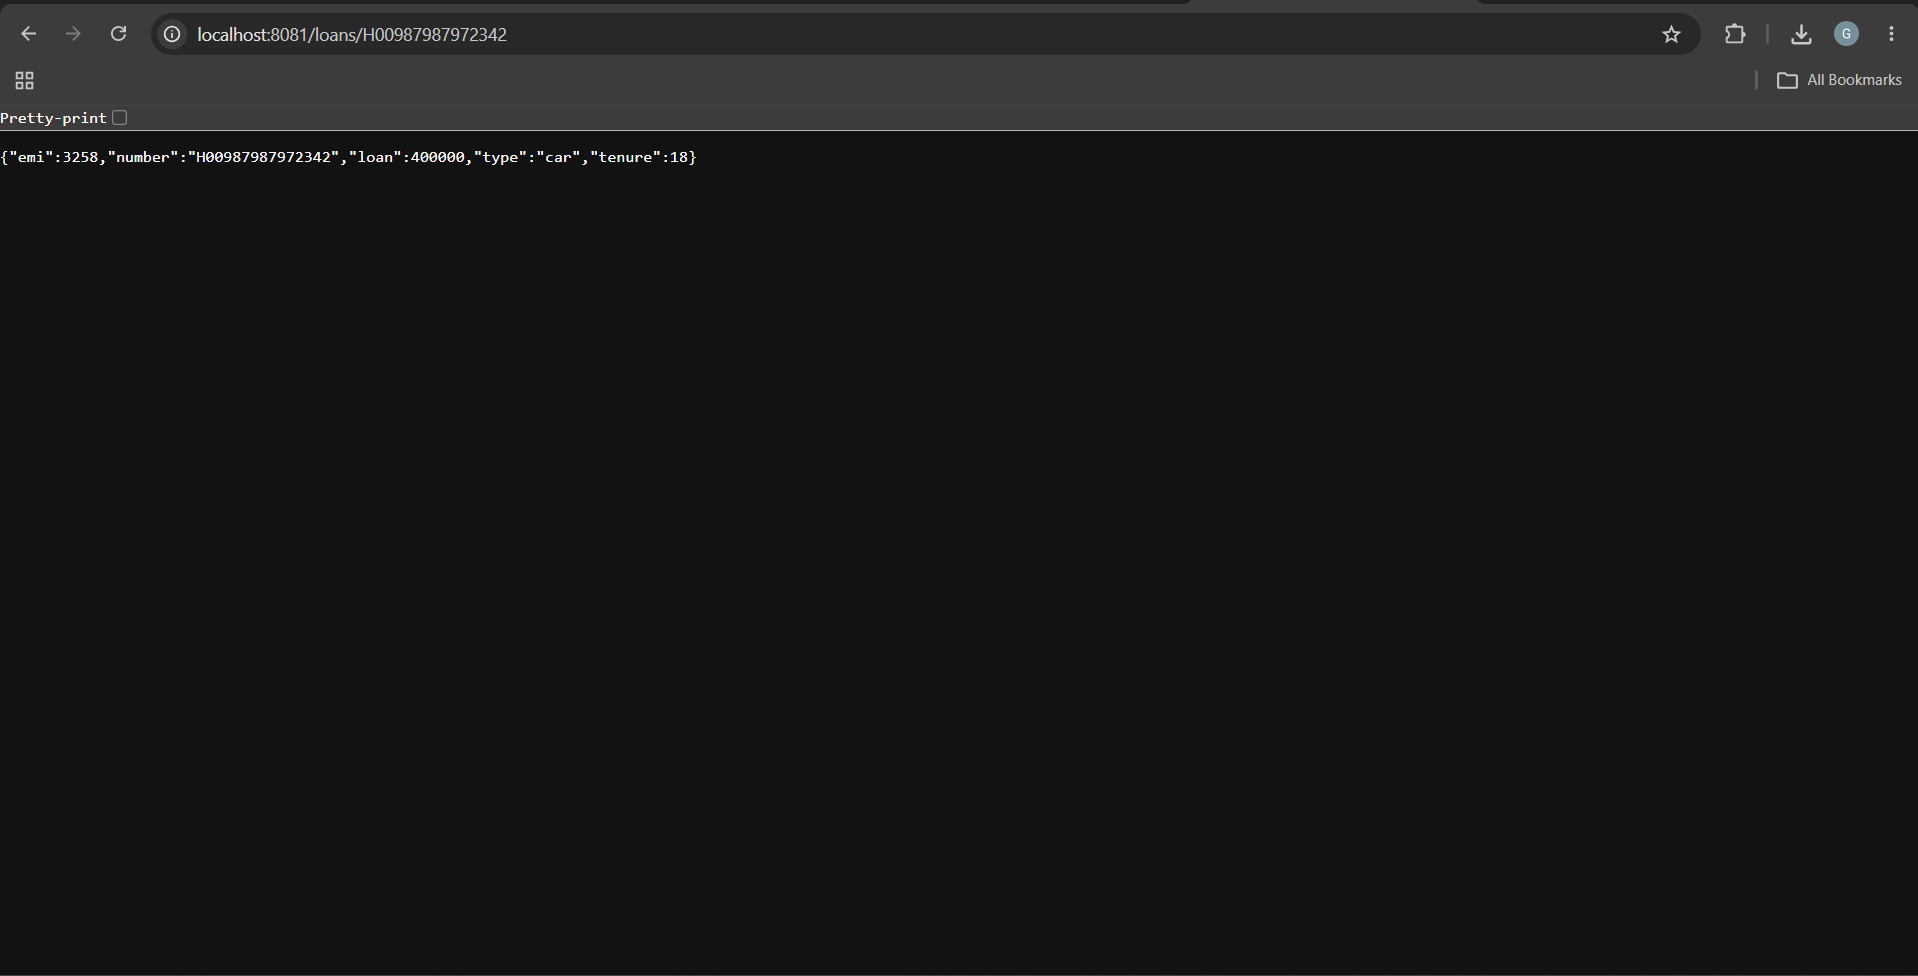 localhost:8081/loans/H00987987972342
G
All Bookmarks
Pretty-print
{"emi":3258,"number":"H00987987972342","loan":400000,"type":"car","tenure":18}